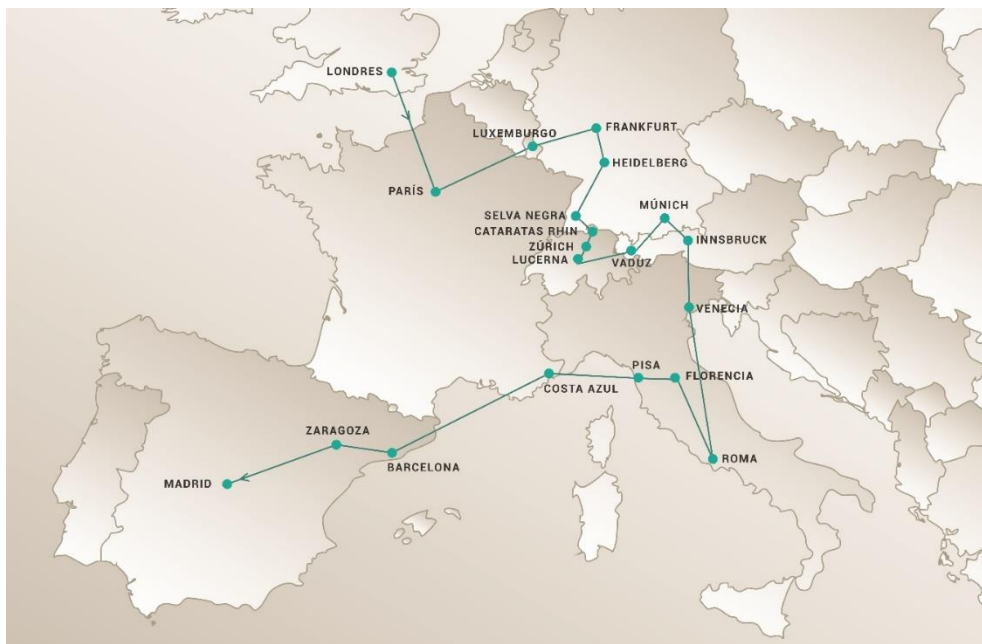 LONDRES
LUXEMBURGO
FRANKFURT
HEIDELBERG
PARÍS
SELVA NEGRA
CATARATAS RHIN
ZÚRICH
LUCERNA
VADUZ
MÚNICH
INNSBRUCK
VENECIA
PISA
FLORENCIA
COSTA AZUL
ROMA
ZARAGOZA
BARCELONA
MADRID